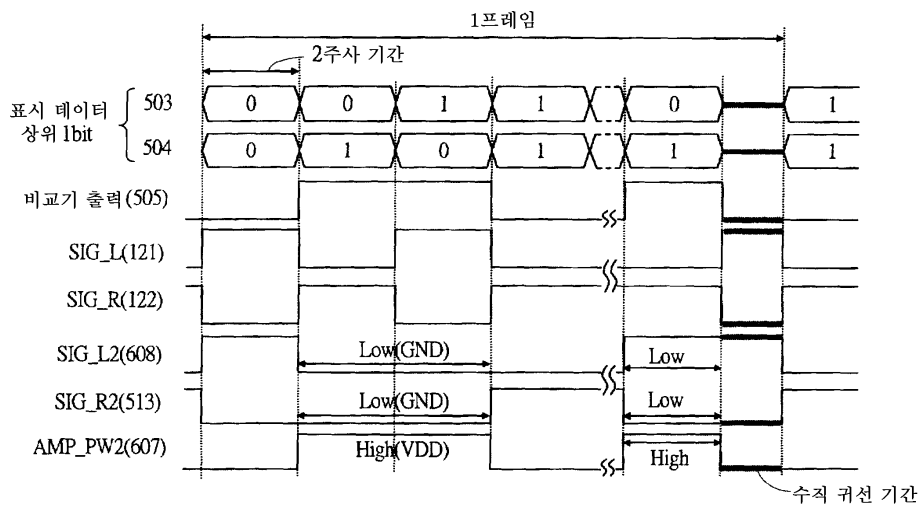 1프레임
2주사 기간
표시 데이터
상위 1bit
503 0 0 1 1 0 1
504 0 1 0 1 1 1
비교기 출력(505)
SIG_L(121)
SIG_R(122)
SIG_L2(608) Low(GND) Low
SIG_R2(513) Low(GND) Low
AMP_PW2(607) High(VDD) High
수직 귀선 기간